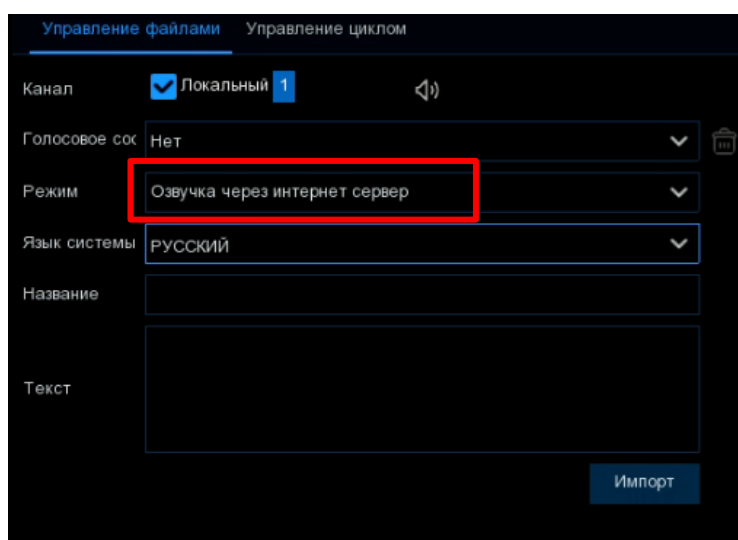 Управление файлами Управление циклом
Канал Локальный 1
Голосовое сос Нет
Режим Озвучка через интернет сервер
Язык системы РУССКИЙ
Название
Текст
Импорт